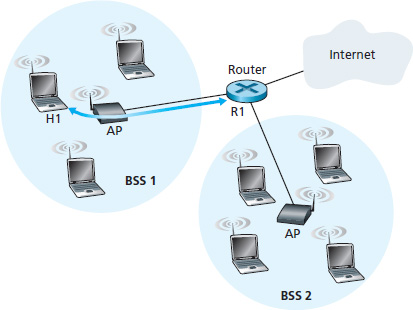 Internet
Router
R1
H1
AP
BSS 1
AP
BSS 2